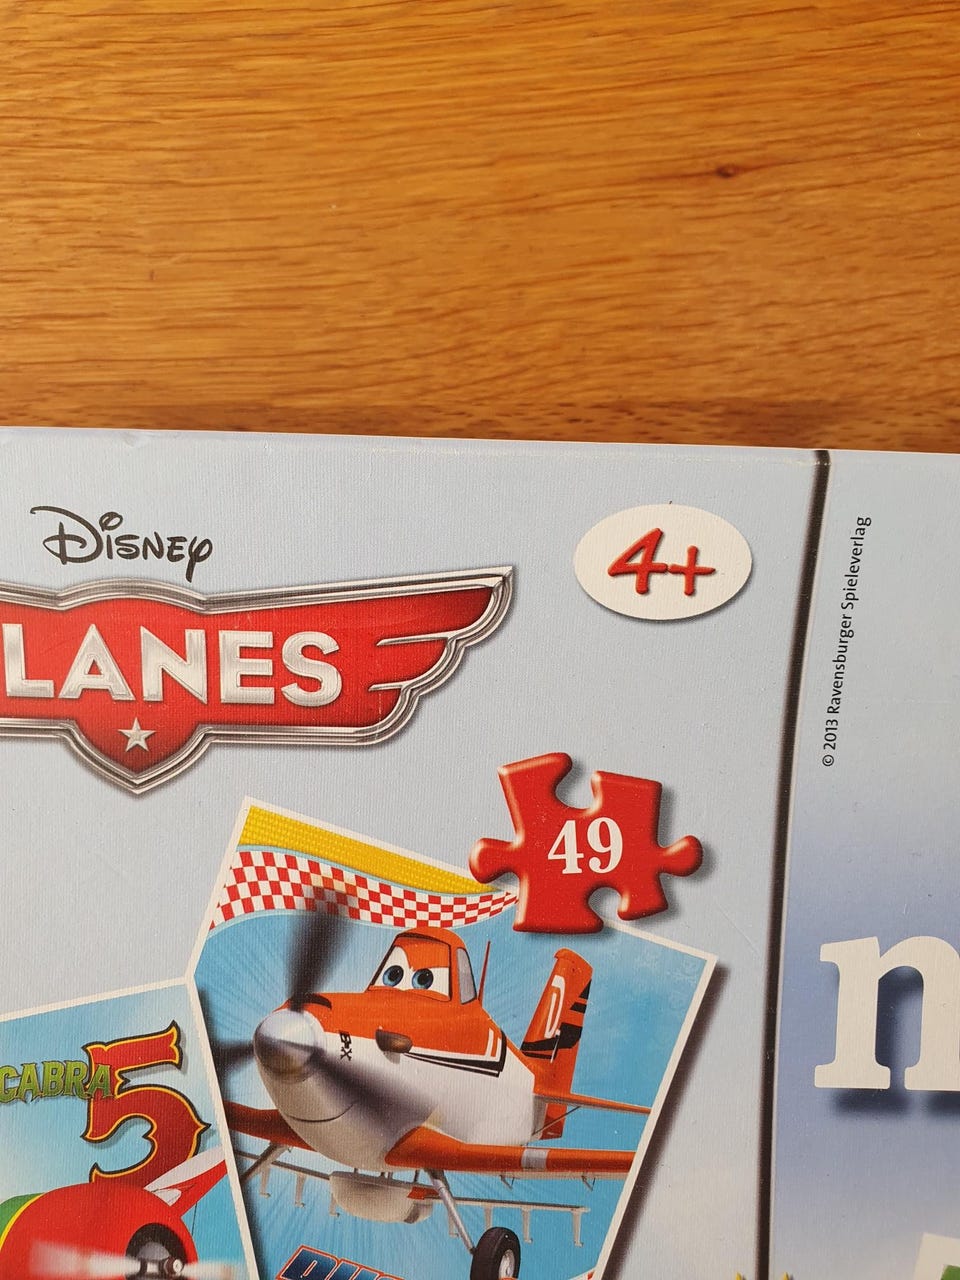 Disney
LANES
4+
© 2013 Ravensburger Spieleverlag
49
n
CABRA
5